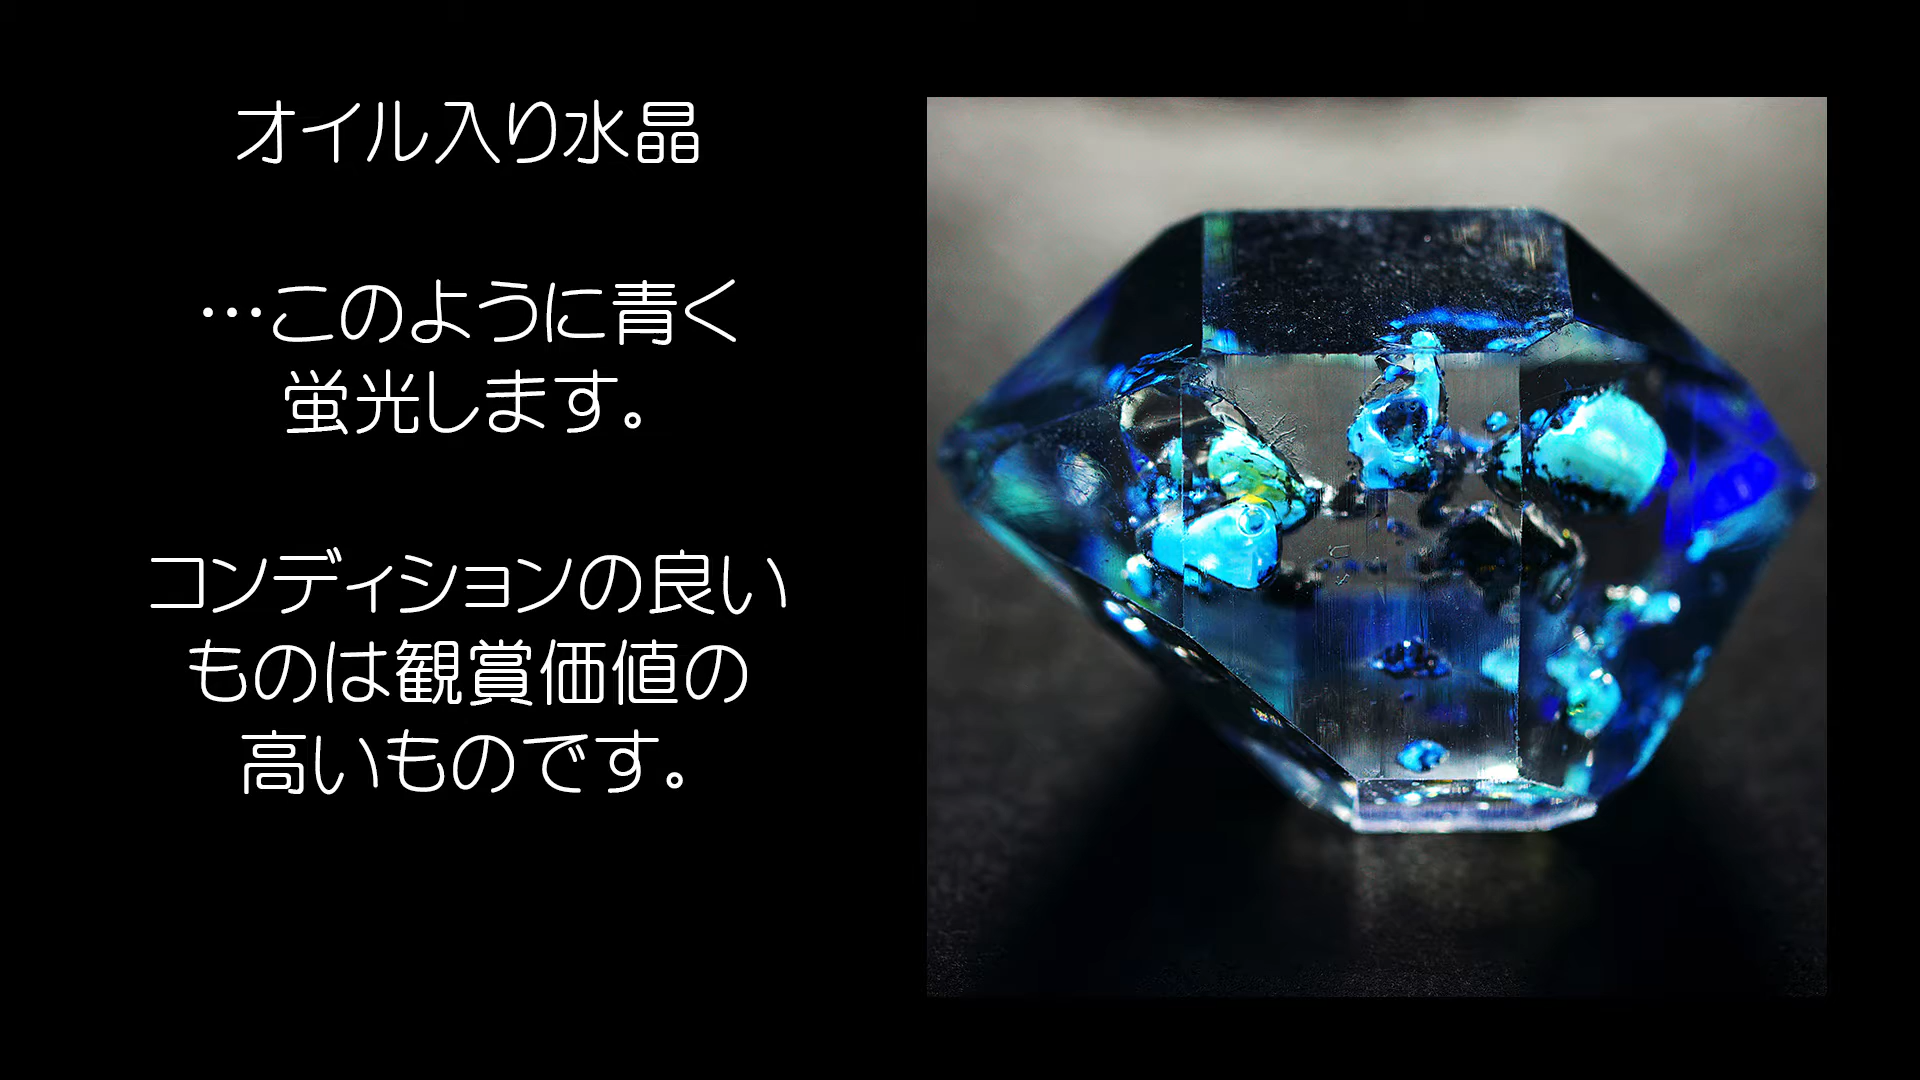 オイル入り水晶
…このように青く
蛍光します。
コンディションの良い
ものは観賞価値の
高いものです。